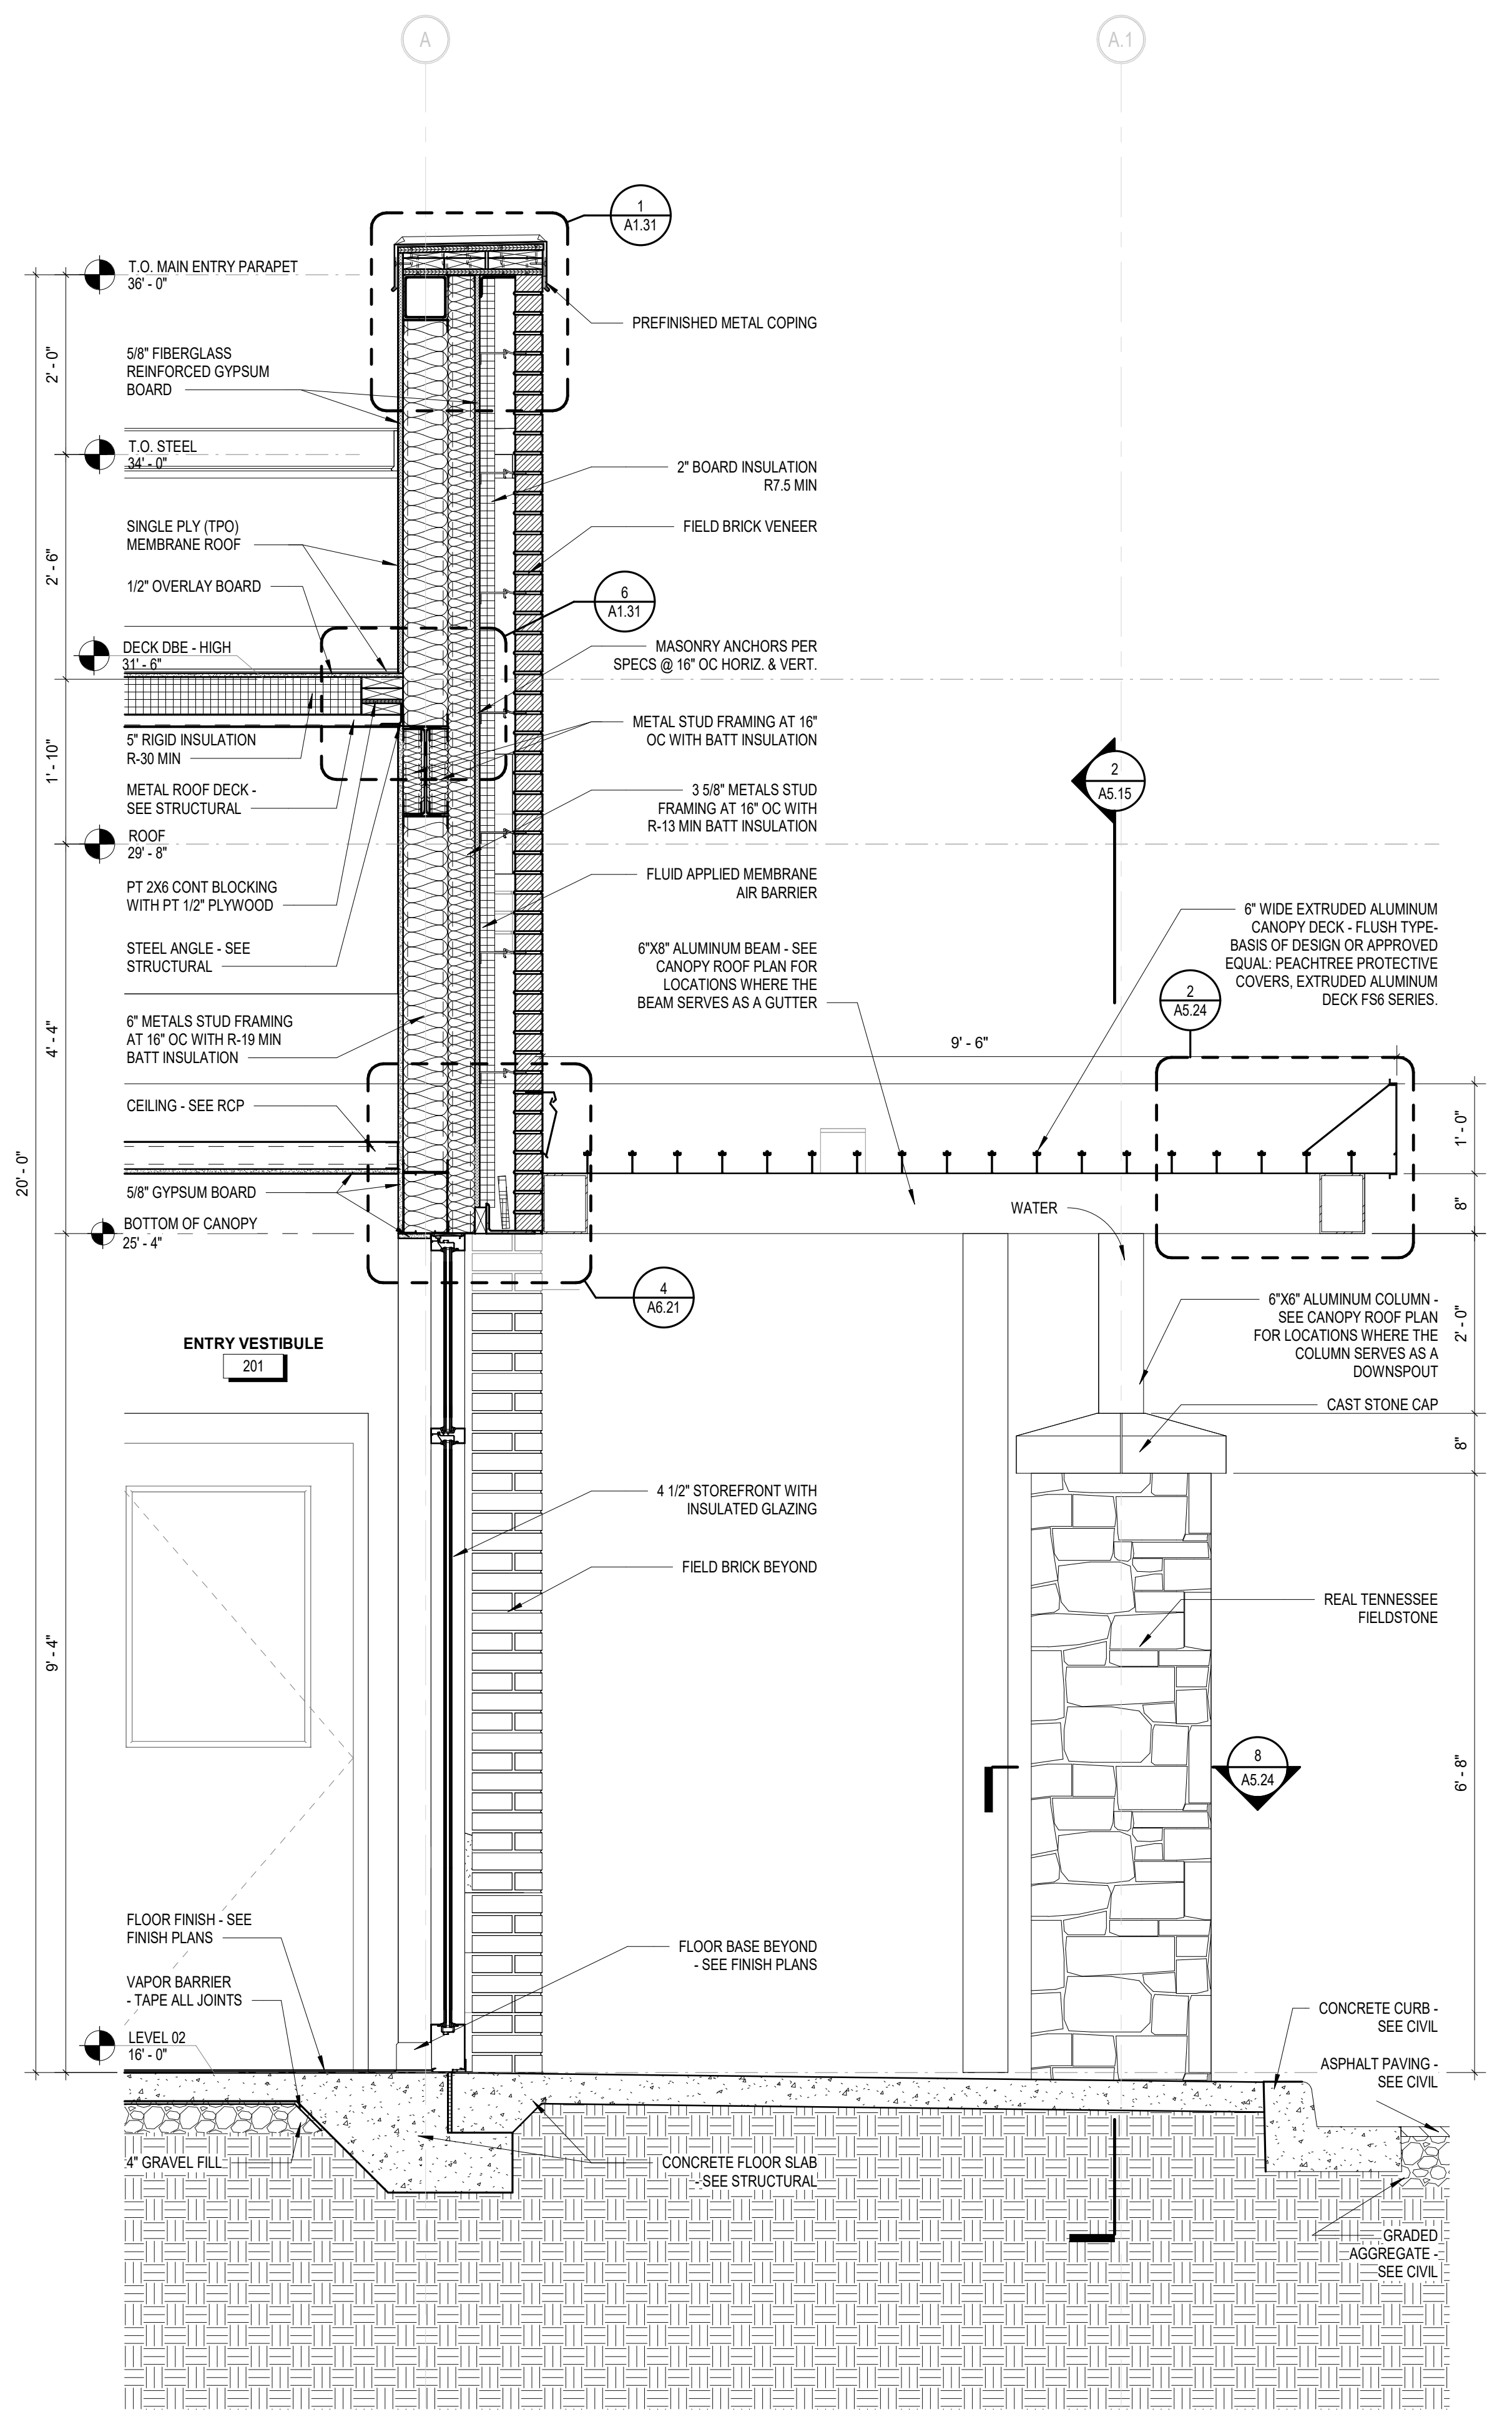 A
A.1
1
A1.31
T.O. MAIN ENTRY PARAPET
36' - 0"
PREFINISHED METAL COPING
2' - 0"
5/8" FIBERGLASS
REINFORCED GYPSUM
BOARD
T.O. STEEL
34' - 0"
2" BOARD INSULATION
R7.5 MIN
2' - 6"
SINGLE PLY (TPO)
MEMBRANE ROOF
FIELD BRICK VENEER
1/2" OVERLAY BOARD
6
A1.31
DECK DBE - HIGH
31' - 6"
MASONRY ANCHORS PER
SPECS @ 16" OC HORIZ. & VERT.
METAL STUD FRAMING AT 16"
OC WITH BATT INSULATION
5" RIGID INSULATION
R-30 MIN
1' - 10"
2
A5.15
METAL ROOF DECK -
SEE STRUCTURAL
3 5/8" METALS STUD
FRAMING AT 16" OC WITH
R-13 MIN BATT INSULATION
ROOF
29' - 8"
FLUID APPLIED MEMBRANE
AIR BARRIER
PT 2X6 CONT BLOCKING
WITH PT 1/2" PLYWOOD
6" WIDE EXTRUDED ALUMINUM
CANOPY DECK - FLUSH TYPE-
BASIS OF DESIGN OR APPROVED
EQUAL: PEACHTREE PROTECTIVE
COVERS, EXTRUDED ALUMINUM
DECK FS6 SERIES.
STEEL ANGLE - SEE
STRUCTURAL
6"X8" ALUMINUM BEAM - SEE
CANOPY ROOF PLAN FOR
LOCATIONS WHERE THE
BEAM SERVES AS A GUTTER
2
A5.24
6" METALS STUD FRAMING
AT 16" OC WITH R-19 MIN
BATT INSULATION
4' - 4"
9' - 6"
CEILING - SEE RCP
1' - 0"
20' - 0"
5/8" GYPSUM BOARD
WATER
8"
BOTTOM OF CANOPY
25' - 4"
4
A6.21
6"X6" ALUMINUM COLUMN -
SEE CANOPY ROOF PLAN
FOR LOCATIONS WHERE THE
COLUMN SERVES AS A
DOWNSPOUT
2' - 0"
ENTRY VESTIBULE
201
CAST STONE CAP
8"
4 1/2" STOREFRONT WITH
INSULATED GLAZING
FIELD BRICK BEYOND
REAL TENNESSEE
FIELDSTONE
9' - 4"
8
A5.24
6' - 8"
FLOOR FINISH - SEE
FINISH PLANS
FLOOR BASE BEYOND
- SEE FINISH PLANS
VAPOR BARRIER
- TAPE ALL JOINTS
CONCRETE CURB -
SEE CIVIL
LEVEL 02
16' - 0"
ASPHALT PAVING -
SEE CIVIL
4" GRAVEL FILL
CONCRETE FLOOR SLAB
- SEE STRUCTURAL
GRADED
AGGREGATE -
SEE CIVIL